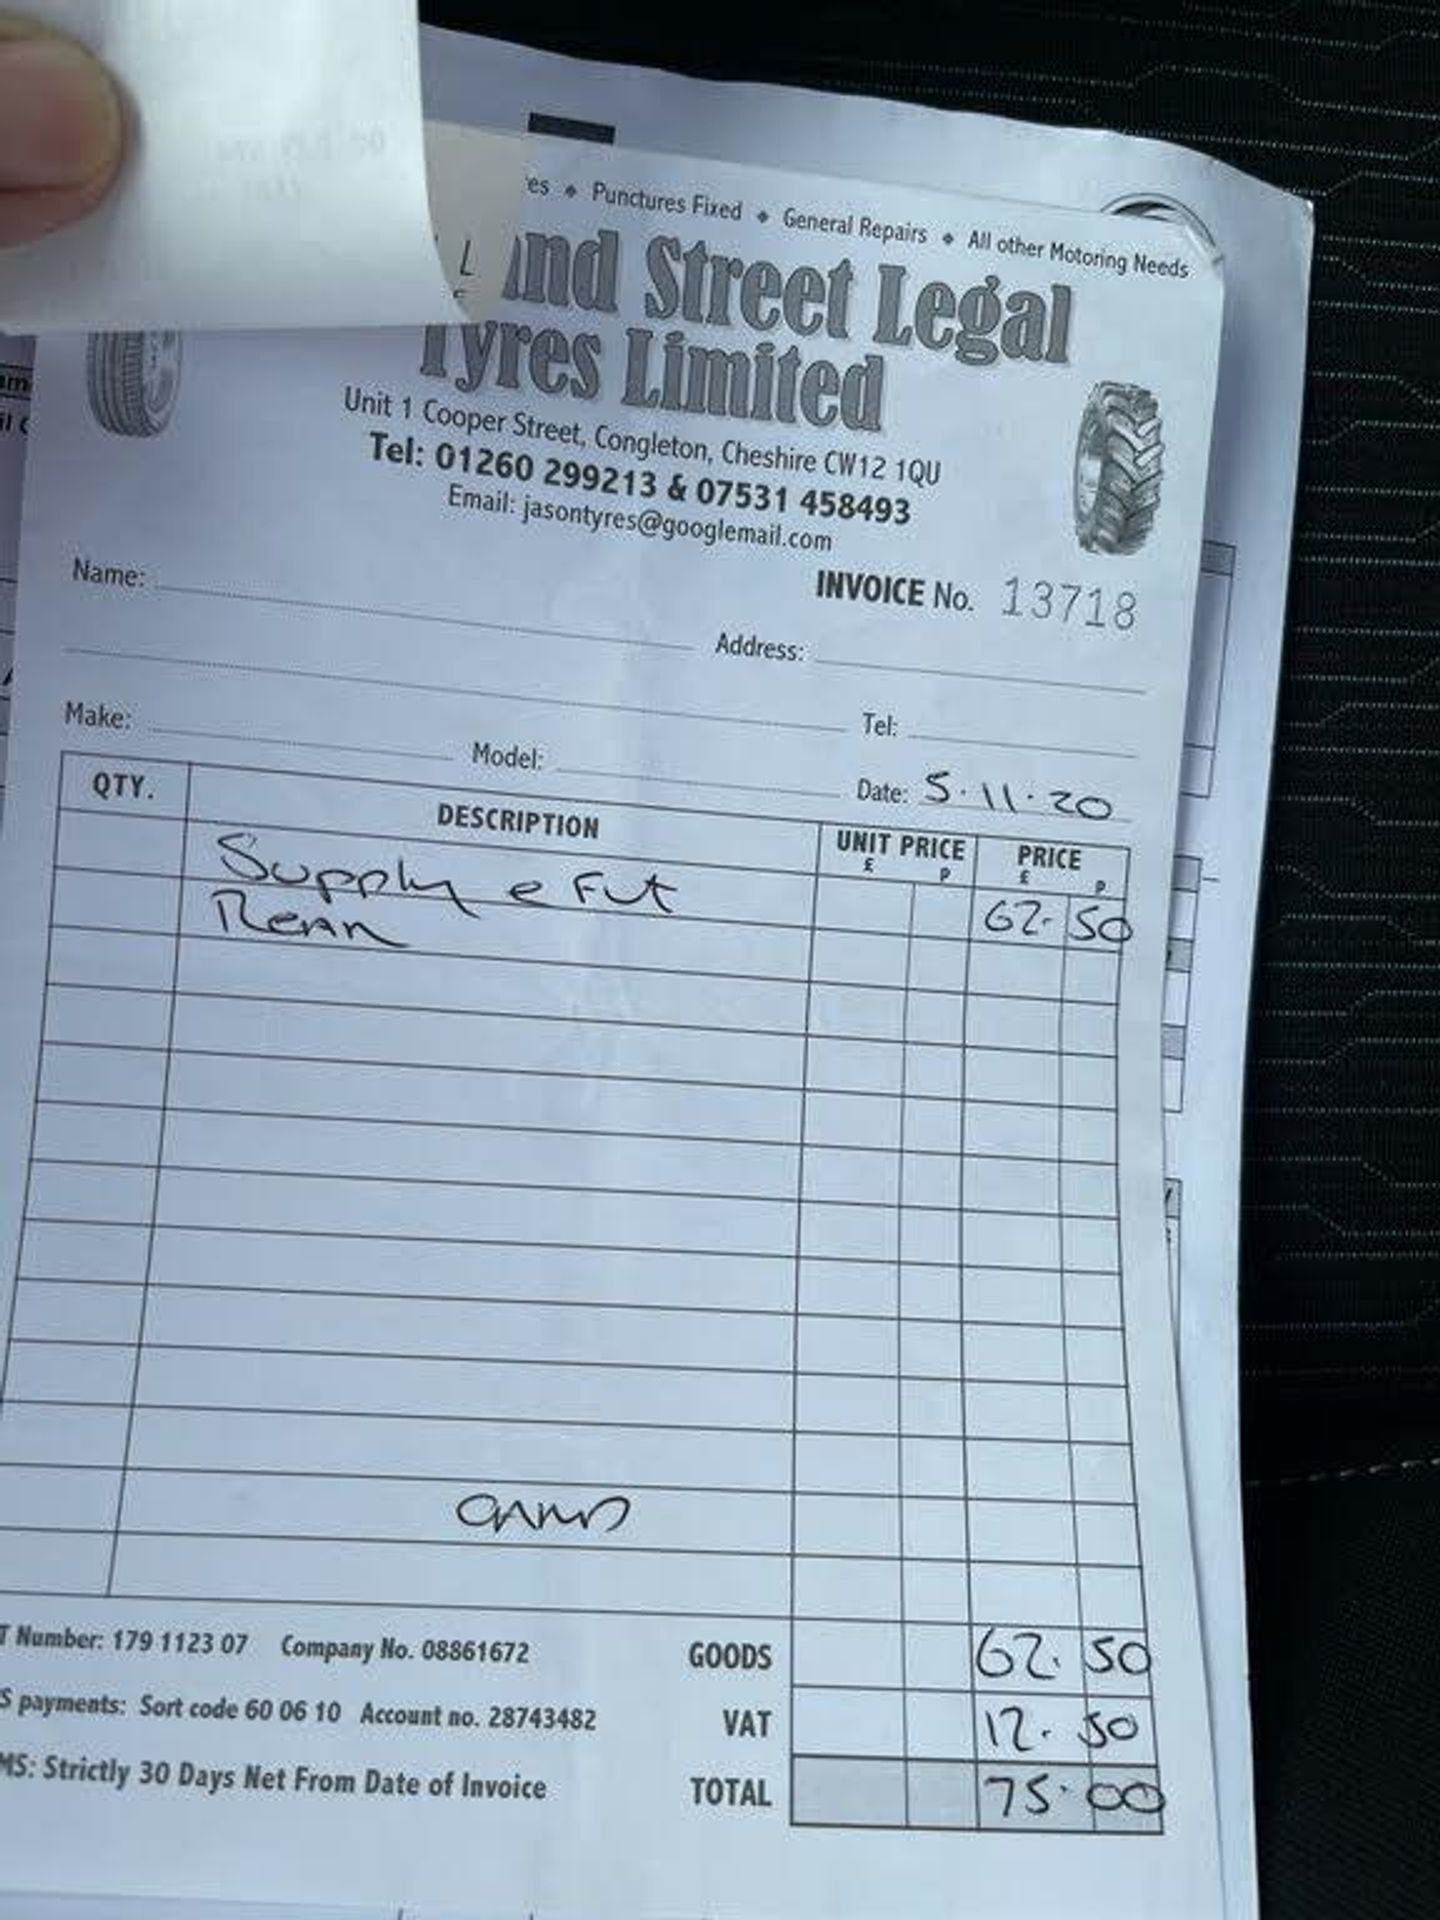 es ◆ Punctures Fixed ◆ General Repairs ◆ All other Motoring Needs
and Street Legal
Tyres Limited
Unit 1 Cooper Street, Congleton, Cheshire CW12 1QU
Tel: 01260 299213 & 07531 458493
Email: jasontyres@googlemail.com
INVOICE No. 13718
Name:
Address:
Tel:
Make:
Model:
Date: 5.11.20
QTY. DESCRIPTION UNIT PRICE PRICE
£ p £ p
Supply e Fut 62.50
Rear
CARD
T Number: 179 1123 07 Company No. 08861672 GOODS 62.50
S payments: Sort code 60 06 10 Account no. 28743482 VAT 12.50
MS: Strictly 30 Days Net From Date of Invoice TOTAL 75.00